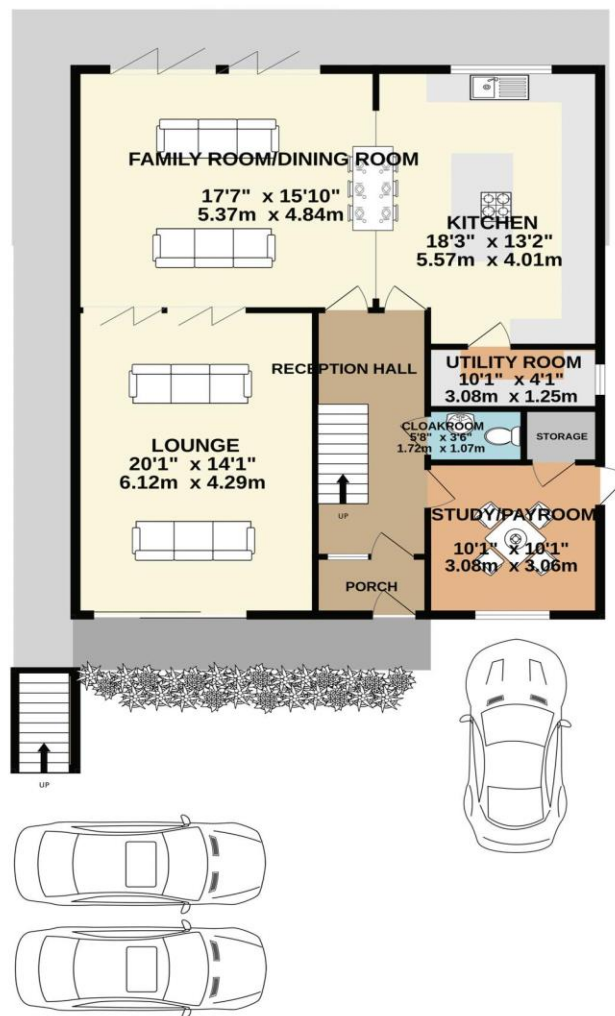 FAMILY ROOM/DINING ROOM
17'7" x 15'10"
5.37m x 4.84m
KITCHEN
18'3" x 13'2"
5.57m x 4.01m
RECEPTION HALL
UTILITY ROOM
10'1" x 4'1"
3.08m x 1.25m
CLOAKROOM
5'8" x 3'6"
1.72m x 1.07m
STORAGE
LOUNGE
20'1" x 14'1"
6.12m x 4.29m
UP
STUDY/PAYROOM
10'1" x 10'1"
3.08m x 3.06m
PORCH
UP